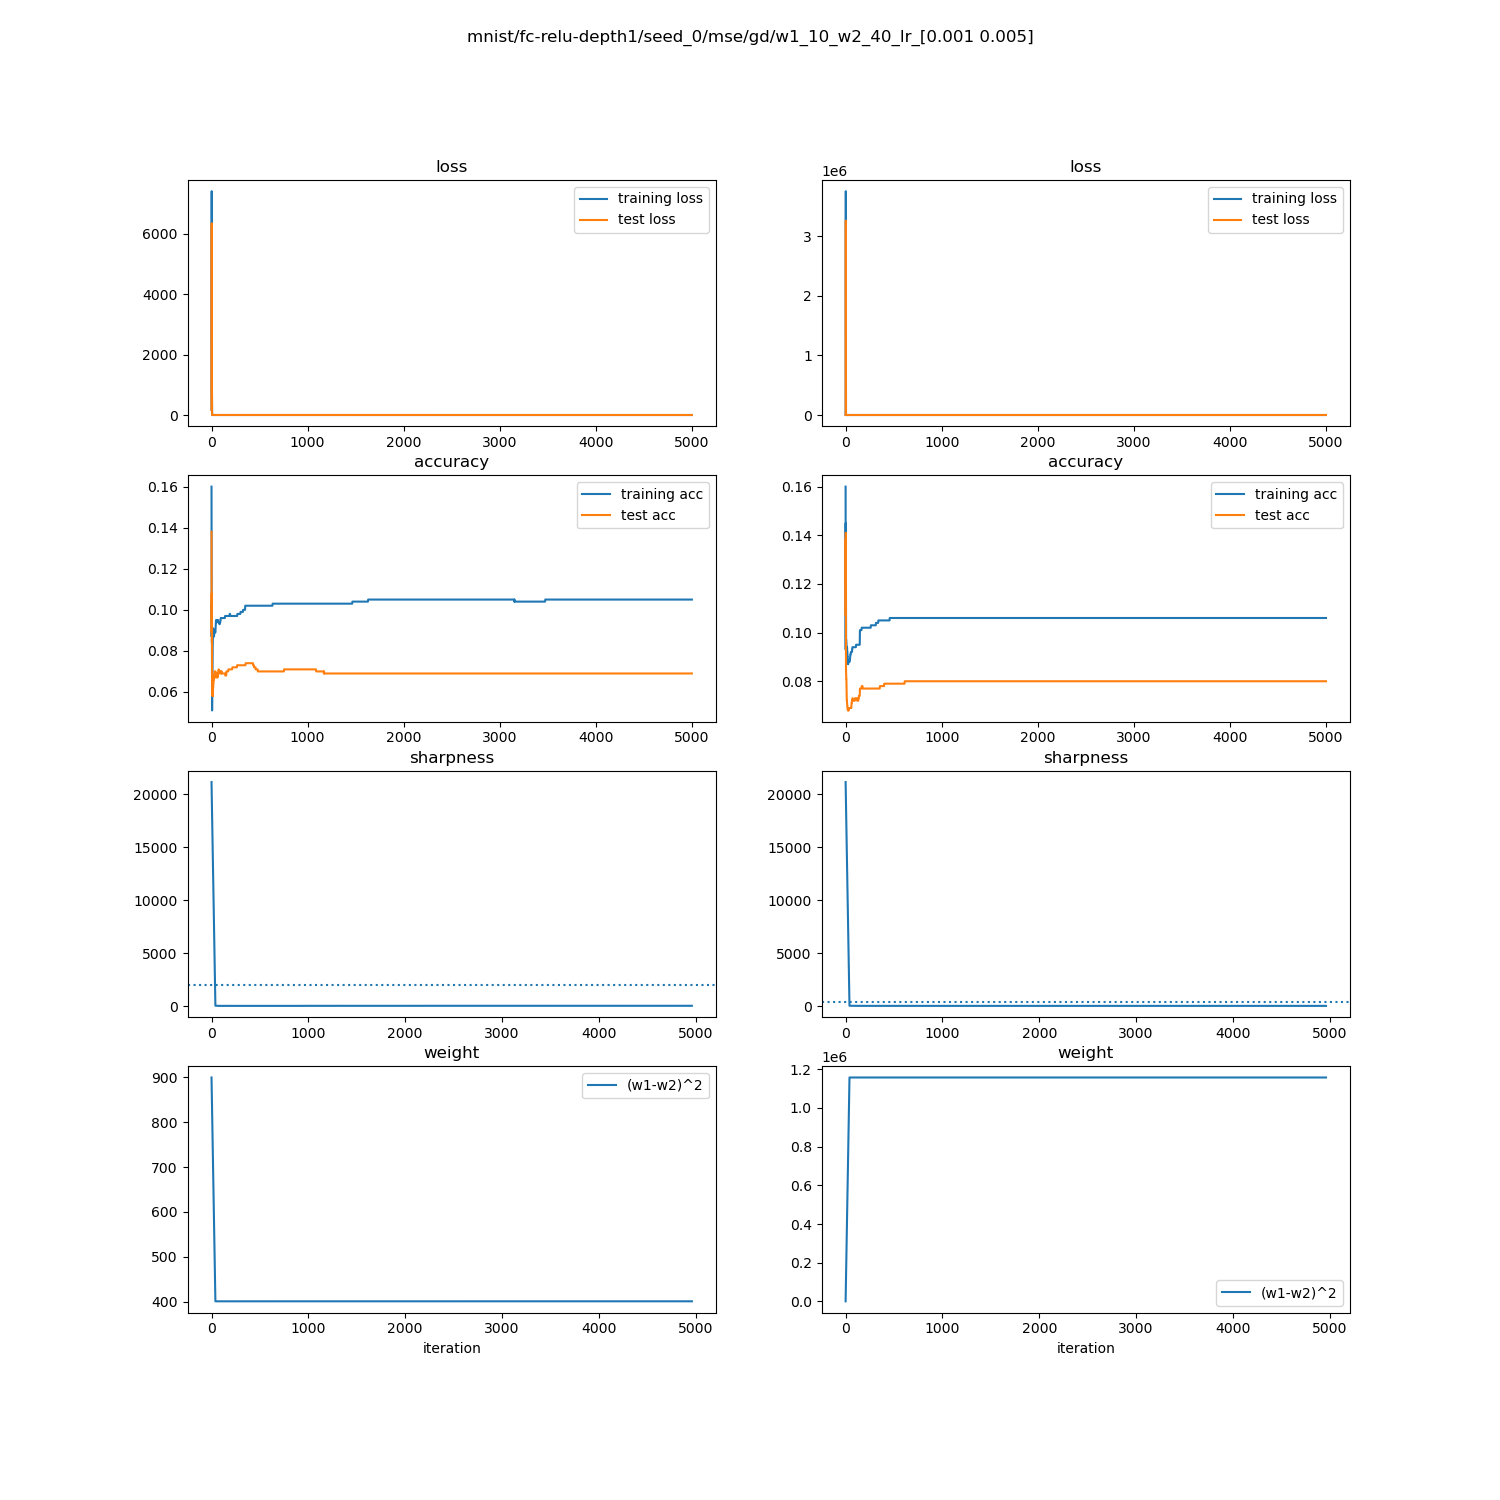 mnist/fc-relu-depth1/seed_0/mse/gd/w1_10_w2_40_lr_[0.001 0.005]
loss
training loss
test loss
6000
4000
2000
0
0 1000 2000 3000 4000 5000
loss
1e6
training loss
test loss
3
2
1
0
0 1000 2000 3000 4000 5000
accuracy
training acc
test acc
0.16
0.14
0.12
0.10
0.08
0.06
0 1000 2000 3000 4000 5000
accuracy
training acc
test acc
0.16
0.14
0.12
0.10
0.08
0 1000 2000 3000 4000 5000
sharpness
20000
15000
10000
5000
0
0 1000 2000 3000 4000 5000
sharpness
20000
15000
10000
5000
0
0 1000 2000 3000 4000 5000
weight
(w1-w2)^2
900
800
700
600
500
400
0 1000 2000 3000 4000 5000
iteration
weight
1e6
1.2
1.0
0.8
0.6
0.4
0.2
0.0
(w1-w2)^2
0 1000 2000 3000 4000 5000
iteration